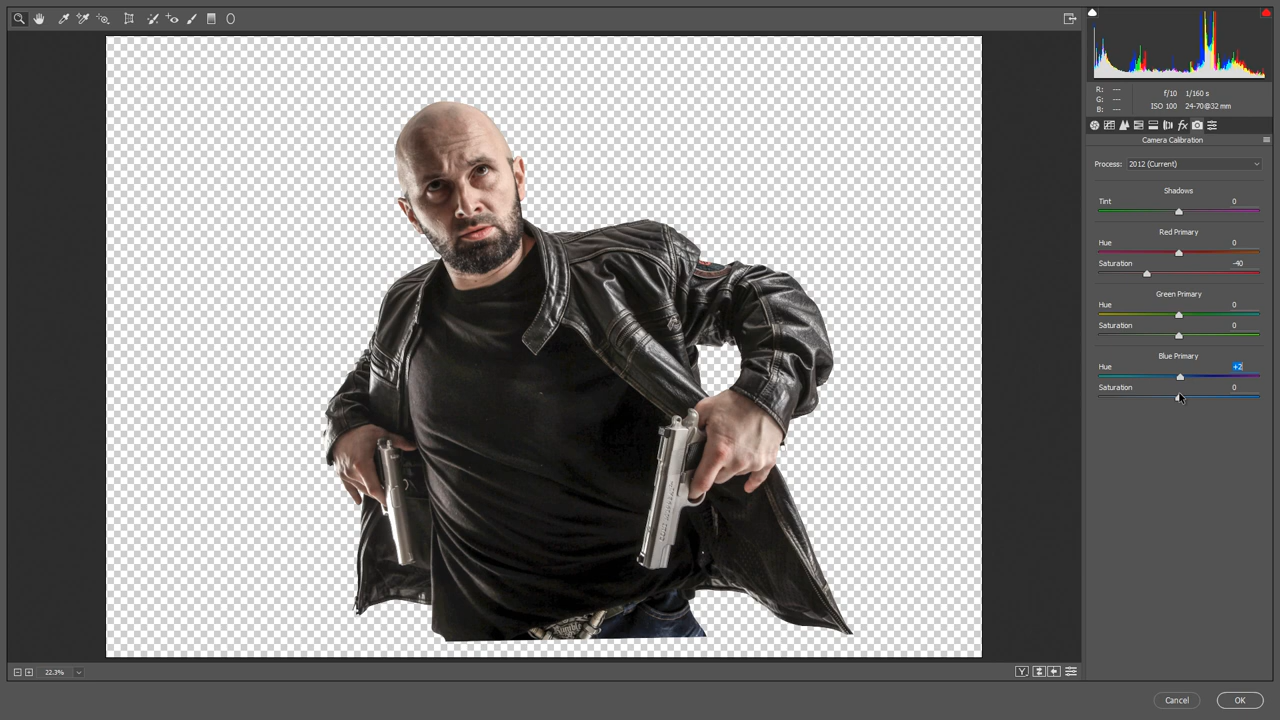 R: ---
G: ---
B: ---
f/10 1/160 s
ISO 100 24-70@32 mm
fx
Camera Calibration
Process: 2012 (Current)
Shadows
Tint 0
Red Primary
Hue 0
Saturation -40
Green Primary
Hue 0
Saturation 0
Blue Primary
Hue +2
Saturation 0
22.3%
Y
Cancel OK